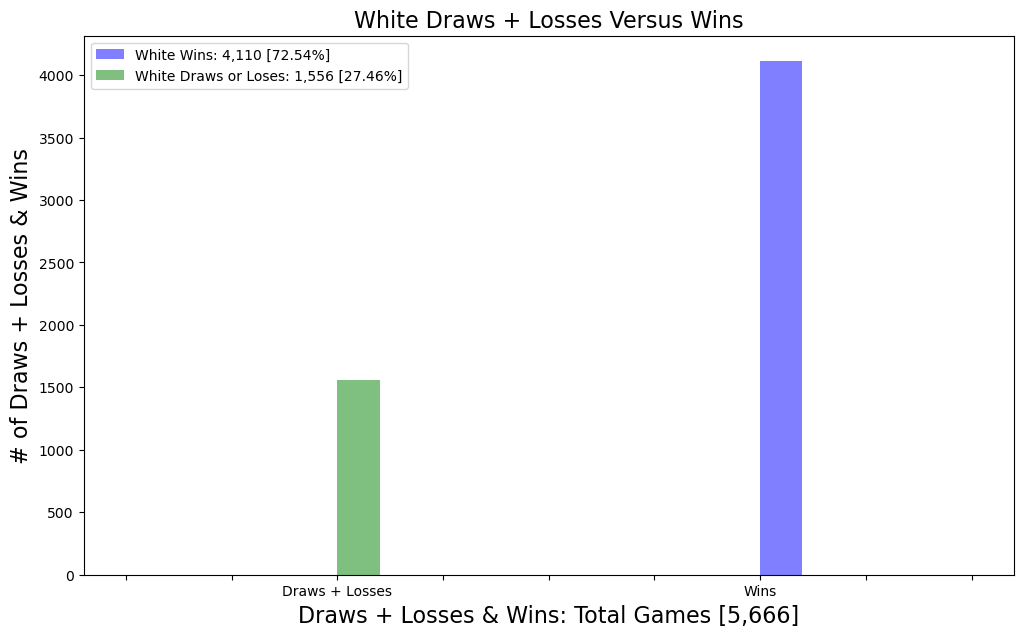 White Draws + Losses Versus Wins
White Wins: 4,110 [72.54%]
White Draws or Loses: 1,556 [27.46%]
# of Draws + Losses & Wins
4000
3500
3000
2500
2000
1500
1000
500
0
Draws + Losses Wins
Draws + Losses & Wins: Total Games [5,666]